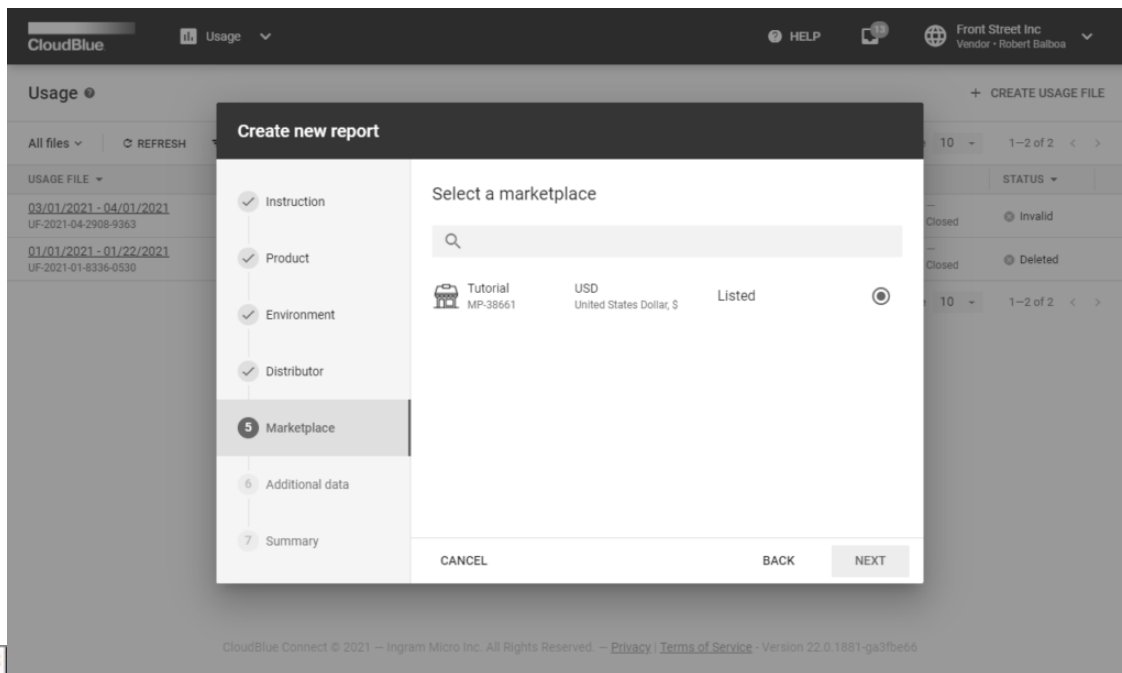 CloudBlue
Usage
HELP
13
Front Street Inc
Vendor • Robert Balboa
Usage
+ CREATE USAGE FILE
All files
REFRESH
10
1–2 of 2
USAGE FILE
STATUS
03/01/2021 - 04/01/2021
UF-2021-04-2908-9363
—
Closed
Invalid
01/01/2021 - 01/22/2021
UF-2021-01-8336-0530
—
Closed
Deleted
10
1–2 of 2
Create new report
Instruction
Product
Environment
Distributor
5 Marketplace
6 Additional data
7 Summary
Select a marketplace
Tutorial
MP-38661
USD
United States Dollar, $
Listed
CANCEL
BACK
NEXT
CloudBlue Connect © 2021 — Ingram Micro Inc. All Rights Reserved. — Privacy | Terms of Service - Version 22.0.1881-ga3fbe66